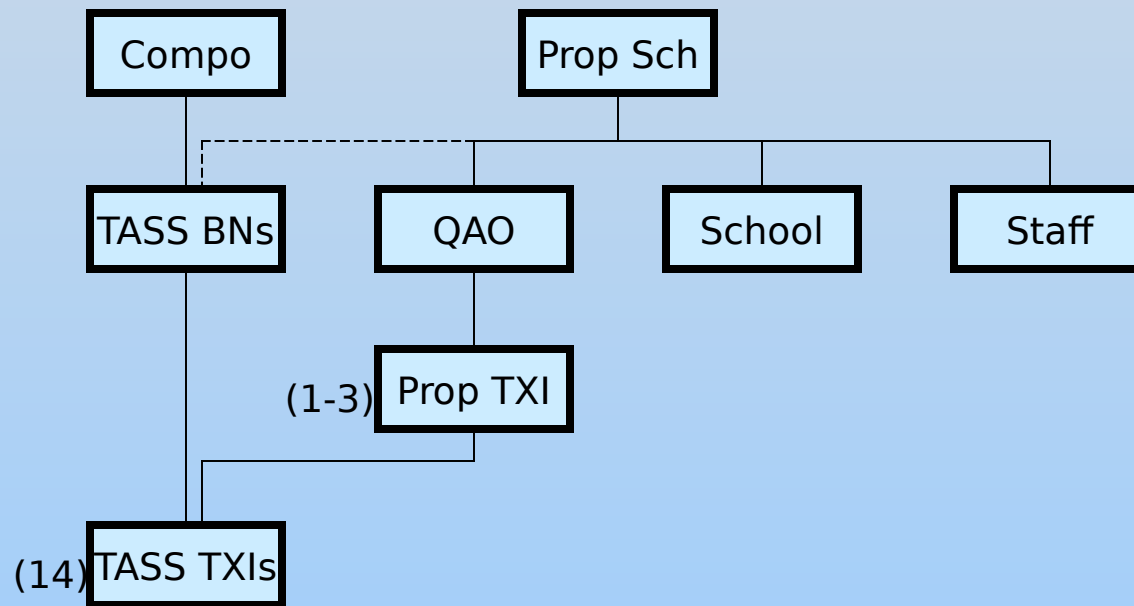 Compo
Prop Sch
TASS BNs
QAO
School
Staff
(1-3)
Prop TXI
(14)
TASS TXIs